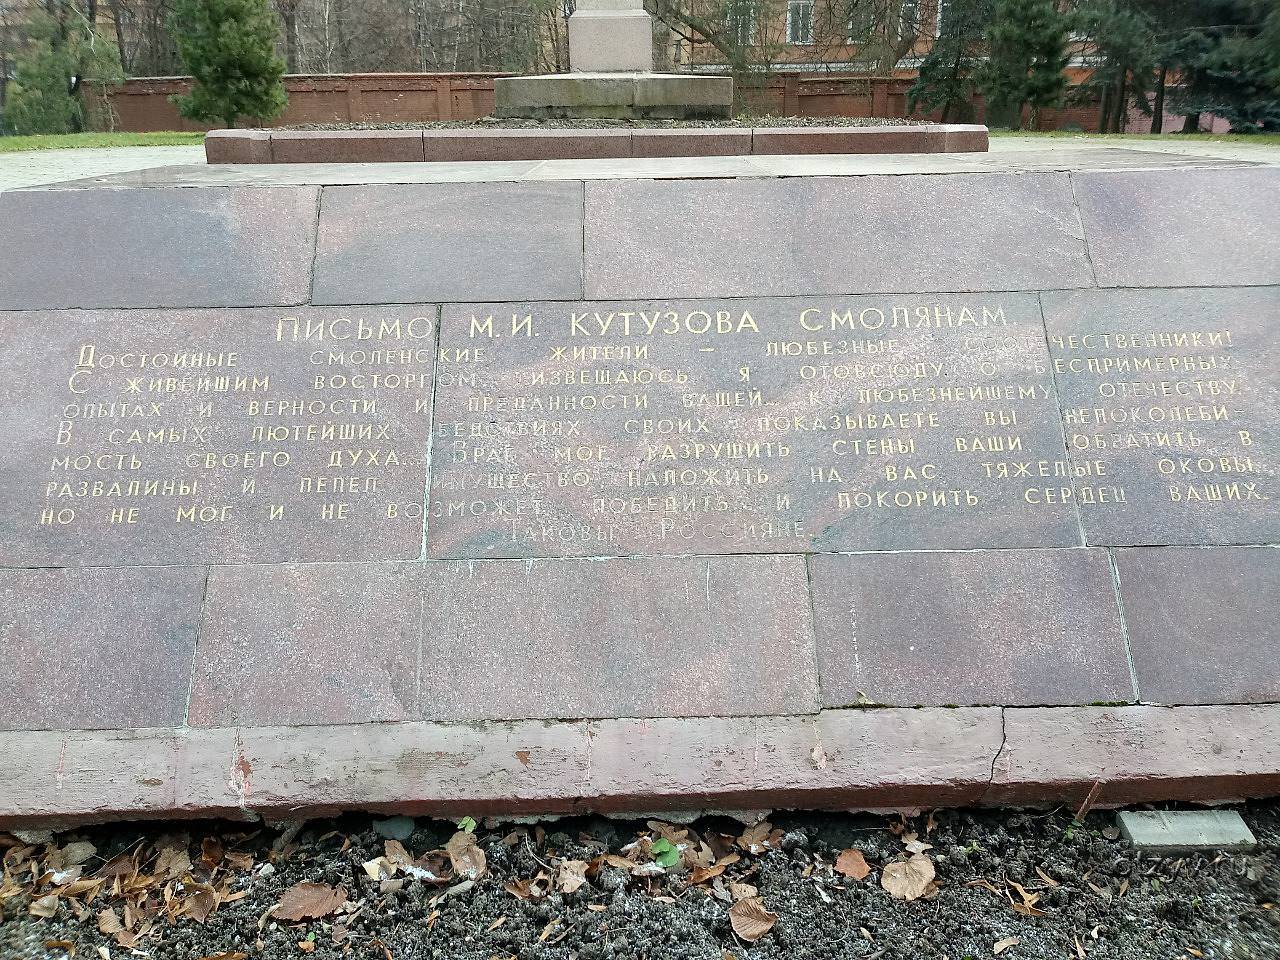 ПИСЬМО М.И. КУТУЗОВА СМОЛЯНАМ.
ДОСТОЙНЫЕ СМОЛЕНСКИЕ ЖИТЕЛИ – ЛЮБЕЗНЫЕ СООТЕЧЕСТВЕННИКИ!
С ЖИВЕЙШИМ ВОСТОРГОМ ИЗВЕЩАЮСЬ Я ОТОВСЮДУ О БЕСПРИМЕРНЫХ
ОПЫТАХ И ВЕРНОСТИ И ПРЕДАННОСТИ ВАШЕЙ... К ЛЮБЕЗНЕЙШЕМУ ОТЕЧЕСТВУ.
В САМЫХ ЛЮТЕЙШИХ БЕДСТВИЯХ СВОИХ ПОКАЗЫВАЕТЕ ВЫ НЕПОКОЛЕБИ-
МОСТЬ СВОЕГО ДУХА... ВРАГ МОГ РАЗРУШИТЬ СТЕНЫ ВАШИ, ОБРАТИТЬ В
РАЗВАЛИНЫ И ПЕПЕЛ ИМУЩЕСТВО, НАЛОЖИТЬ НА ВАС ТЯЖЕЛЫЕ ОКОВЫ,
НО НЕ МОГ И НЕ ВОЗМОЖЕТ ПОБЕДИТЬ И ПОКОРИТЬ СЕРДЕЦ ВАШИХ.
ТАКОВЫ РОССИЯНЕ.